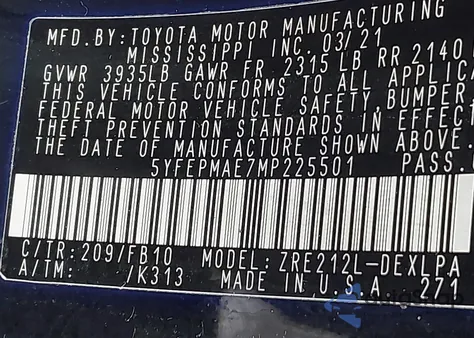 MFD.BY:TOYOTA MOTOR MANUFACTURING
MISSISSIPPI INC. 03/21
GVWR 3935LB GAWR FR 2315 LB RR 2140
THIS VEHICLE CONFORMS TO ALL APPLICA
FEDERAL MOTOR VEHICLE SAFETY,BUMPER,
THEFT PREVENTION STANDARDS IN EFFECT
THE DATE OF MANUFACTURE SHOWN ABOVE.
5YFEPMAE7MP225501 PASS.
C/TR:209/FB10 MODEL:ZRE212L-DEXLPA
A/TM: /K313 MADE IN U.S.A 271